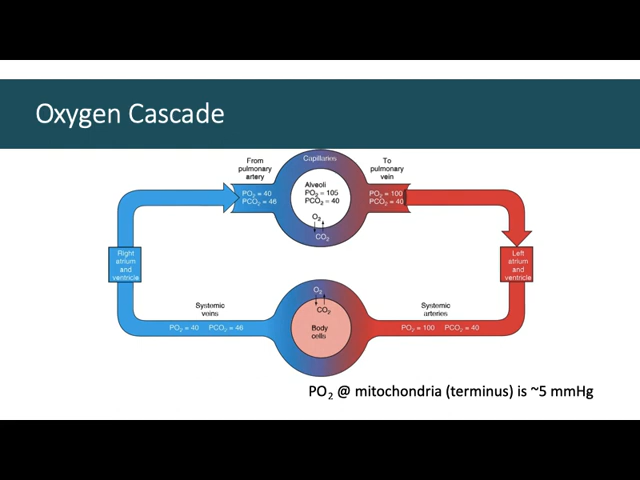 Oxygen Cascade
From
pulmonary
artery
Capillaries
To
pulmonary
vein
PO₂ = 40
PCO₂ = 46
Alveoli
PO₂ = 105
PCO₂ = 40
PO₂ = 100
PCO₂ = 40
O₂
CO₂
Right
atrium
and
ventricle
Left
atrium
and
ventricle
Systemic
veins
PO₂ = 40 PCO₂ = 46
O₂
CO₂
Body
cells
Systemic
arteries
PO₂ = 100 PCO₂ = 40
PO₂ @ mitochondria (terminus) is ~5 mmHg